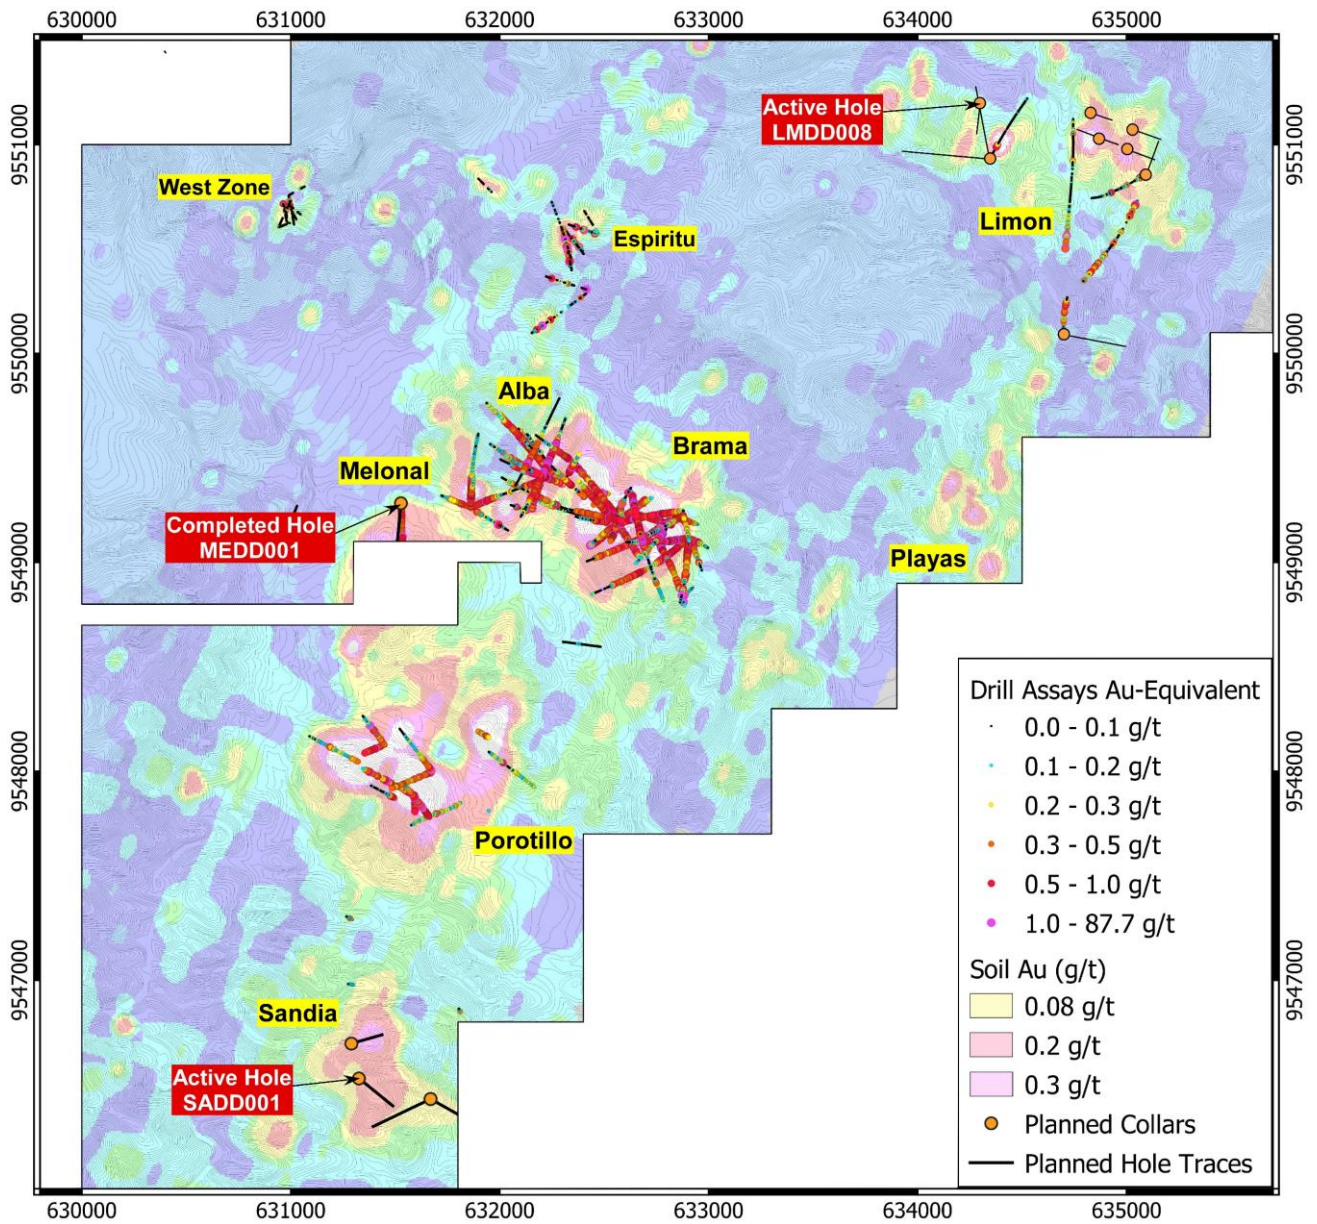 630000 631000 632000 633000 634000 635000
9551000
9550000
9549000
9548000
9547000
Active Hole
LMDD008
West Zone
Limon
Espiritu
Alba
Brama
Melonal
Completed Hole
MEDD001
Playas
Porotillo
Sandia
Active Hole
SADD001
Drill Assays Au-Equivalent
0.0 - 0.1 g/t
0.1 - 0.2 g/t
0.2 - 0.3 g/t
0.3 - 0.5 g/t
0.5 - 1.0 g/t
1.0 - 87.7 g/t
Soil Au (g/t)
0.08 g/t
0.2 g/t
0.3 g/t
Planned Collars
Planned Hole Traces
9551000
9550000
9549000
9548000
9547000
630000 631000 632000 633000 634000 635000